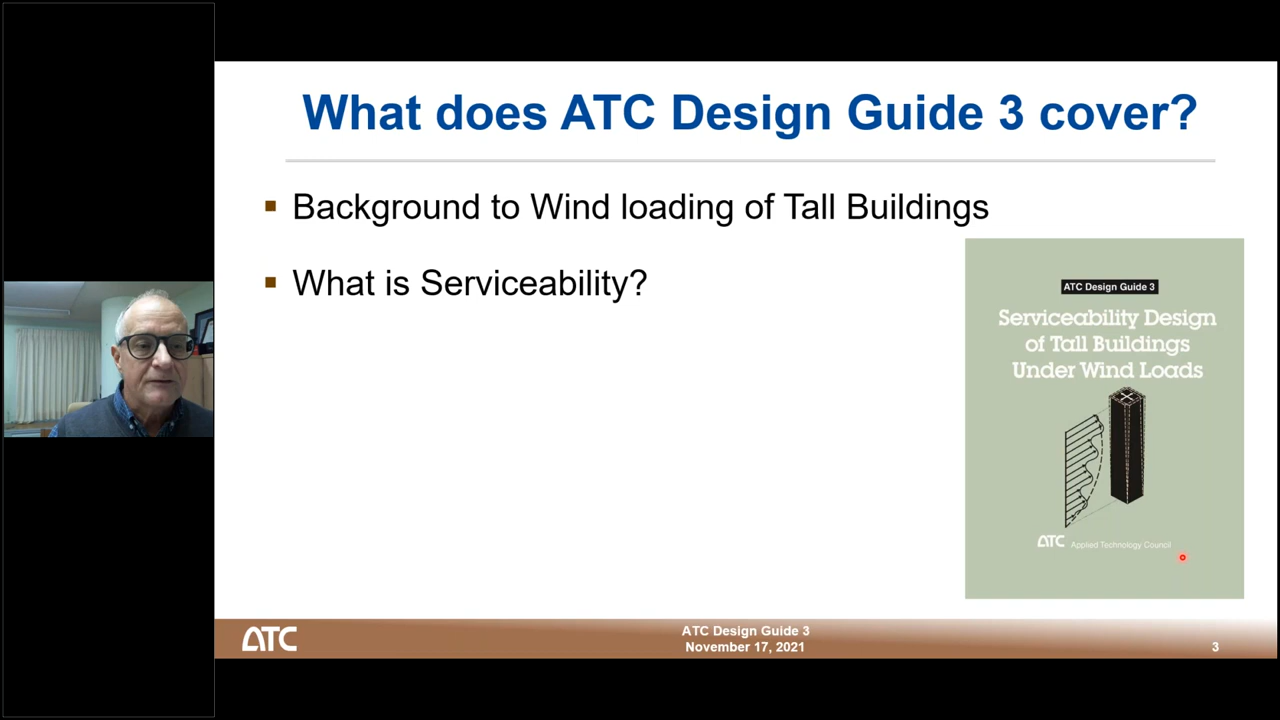 What does ATC Design Guide 3 cover?
Background to Wind loading of Tall Buildings
What is Serviceability?
ATC Design Guide 3
Serviceability Design
of Tall Buildings
Under Wind Loads
ATC Applied Technology Council
ATC
ATC Design Guide 3
November 17, 2021
3